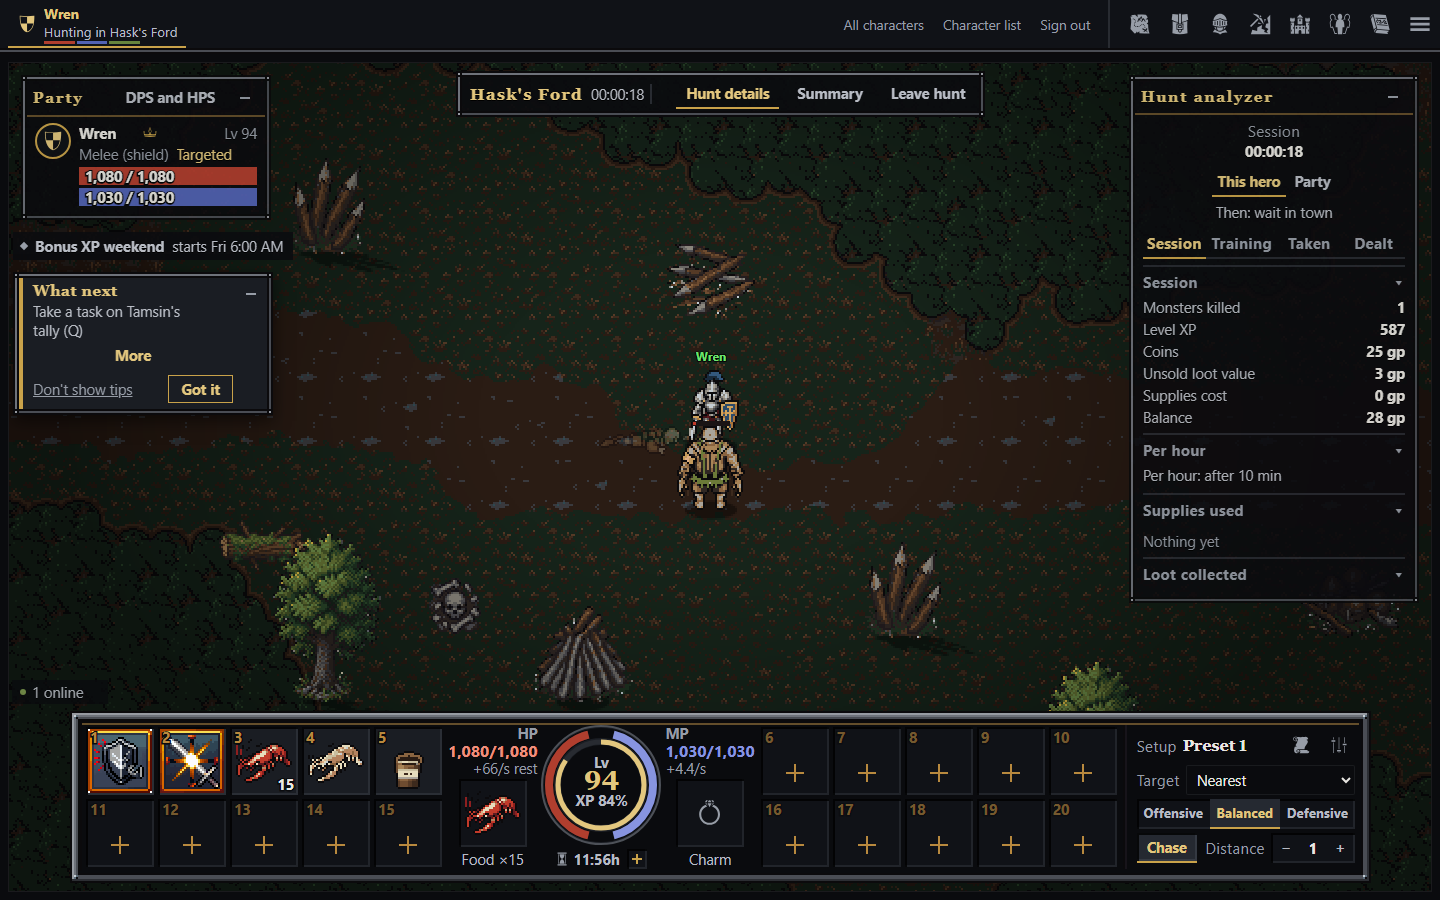 Wren
Hunting in Hask's Ford
All characters
Character list
Sign out
Party
DPS and HPS
Wren
Lv 94
Melee (shield) Targeted
1,080 / 1,080
1,030 / 1,030
Bonus XP weekend starts Fri 6:00 AM
What next
Take a task on Tamsin's
tally (Q)
More
Don't show tips
Got it
Hask's Ford 00:00:18
Hunt details
Summary
Leave hunt
Wren
Hunt analyzer
Session
00:00:18
This hero
Party
Then: wait in town
Session
Training
Taken
Dealt
Session
Monsters killed 1
Level XP 587
Coins 25 gp
Unsold loot value 3 gp
Supplies cost 0 gp
Balance 28 gp
Per hour
Per hour: after 10 min
Supplies used
Nothing yet
Loot collected
1 online
1
2
3
15
4
5
11
12
13
14
15
HP
1,080/1,080
+66/s rest
Food ×15
Lv
94
XP 84%
11:56h
MP
1,030/1,030
+4.4/s
Charm
6
7
8
9
10
16
17
18
19
20
Setup Preset 1
Target Nearest
Offensive
Balanced
Defensive
Chase
Distance
− 1 +